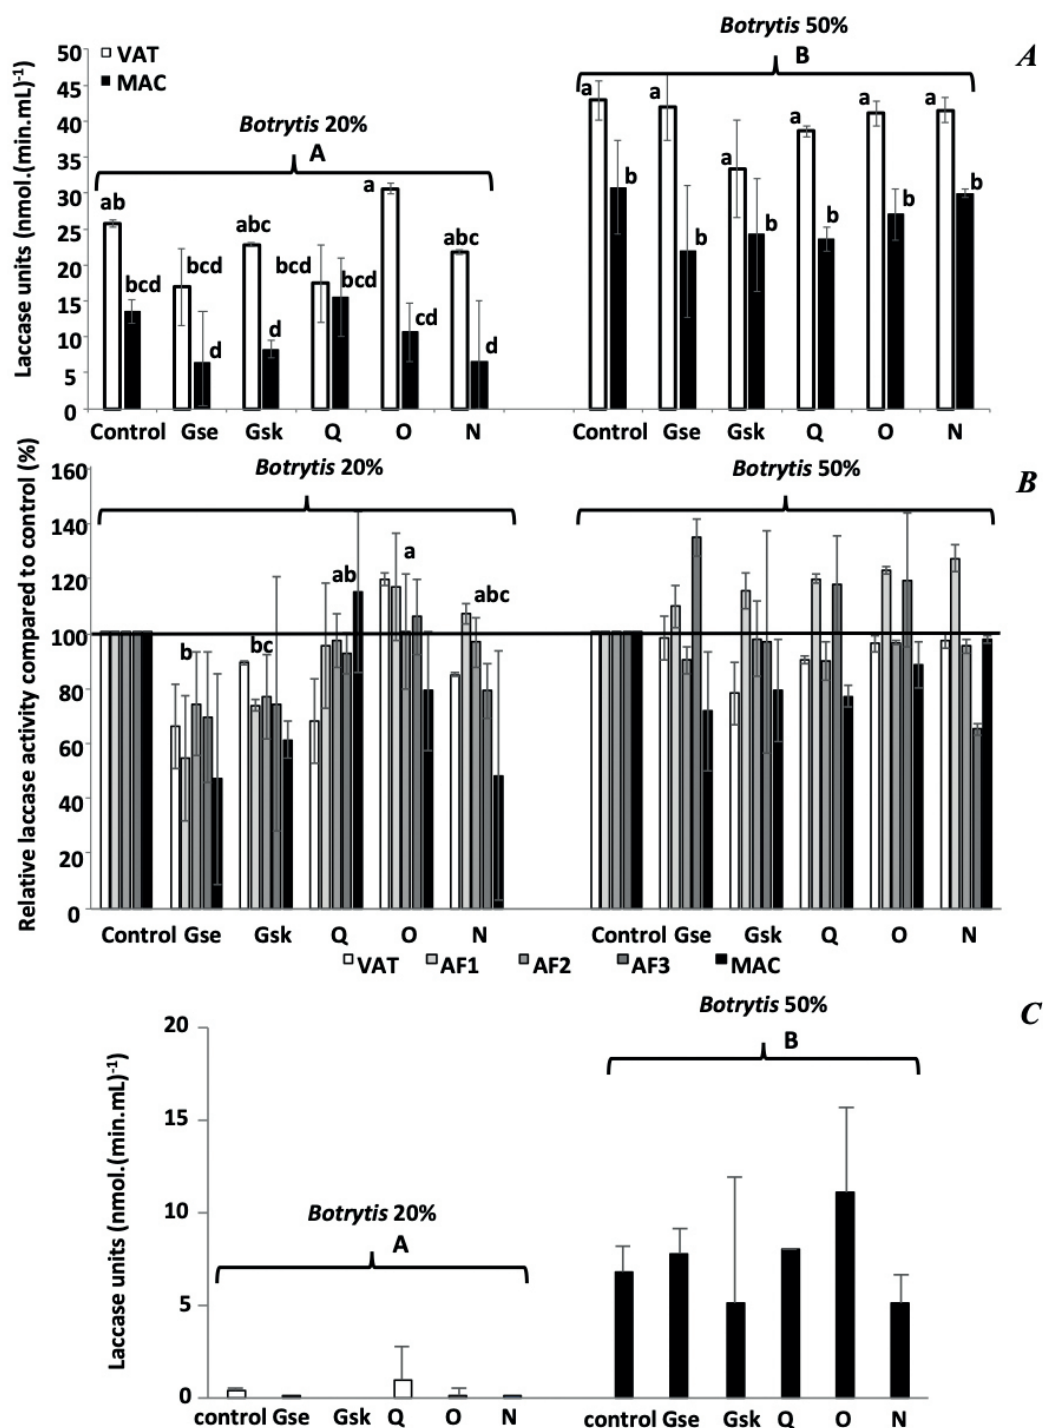 Botrytis 50%
A
50
VAT
B
MAC
45
a a a a a
40
Botrytis 20%
a
35
A
a
b b b b b b
30
ab abc abc
25
bcd bcd
20
bcd bcd
15
cd
10
d d d
5
0
Laccase units (nmol.(min.mL)-1)
Control Gse Gsk Q O N Control Gse Gsk Q O N
160
Botrytis 20% Botrytis 50%
B
140
a
120
ab abc
100
b bc
80
60
40
20
0
Relative laccase activity compared to control (%)
Control Gse Gsk Q O N Control Gse Gsk Q O N
VAT AF1 AF2 AF3 MAC
Botrytis 50%
C
20
B
15
10
Botrytis 20%
A
5
0
Laccase units (nmol.(min.mL)-1)
control Gse Gsk Q O N control Gse Gsk Q O N